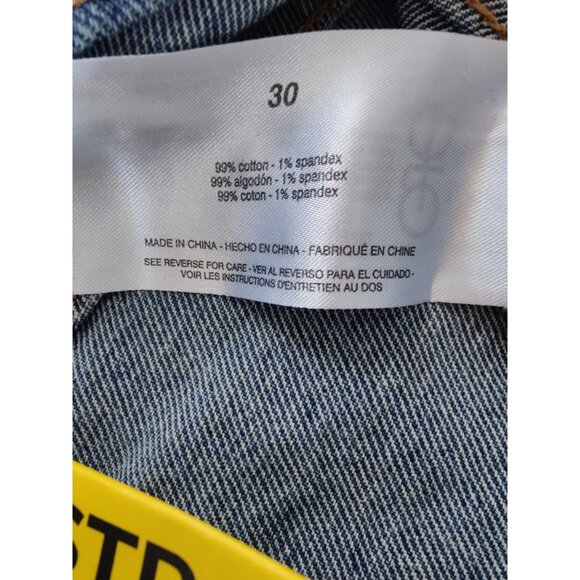 30
99% cotton - 1% spandex
99% algodón - 1% spandex
99% coton - 1% spandex
MADE IN CHINA - HECHO EN CHINA - FABRIQUÉ EN CHINE
SEE REVERSE FOR CARE - VER AL REVERSO PARA EL CUIDADO -
VOIR LES INSTRUCTIONS D'ENTRETIEN AU DOS
STR